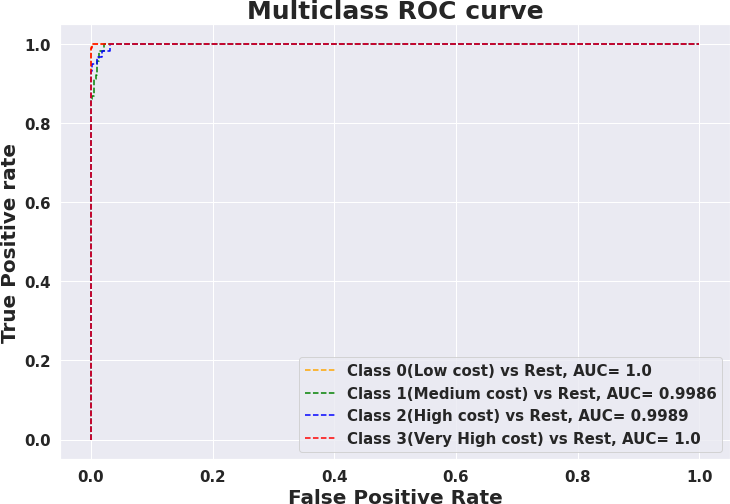 Multiclass ROC curve
True Positive rate
1.0
0.8
0.6
0.4
0.2
0.0
Class 0(Low cost) vs Rest, AUC= 1.0
Class 1(Medium cost) vs Rest, AUC= 0.9986
Class 2(High cost) vs Rest, AUC= 0.9989
Class 3(Very High cost) vs Rest, AUC= 1.0
0.0 0.2 0.4 0.6 0.8 1.0
False Positive Rate